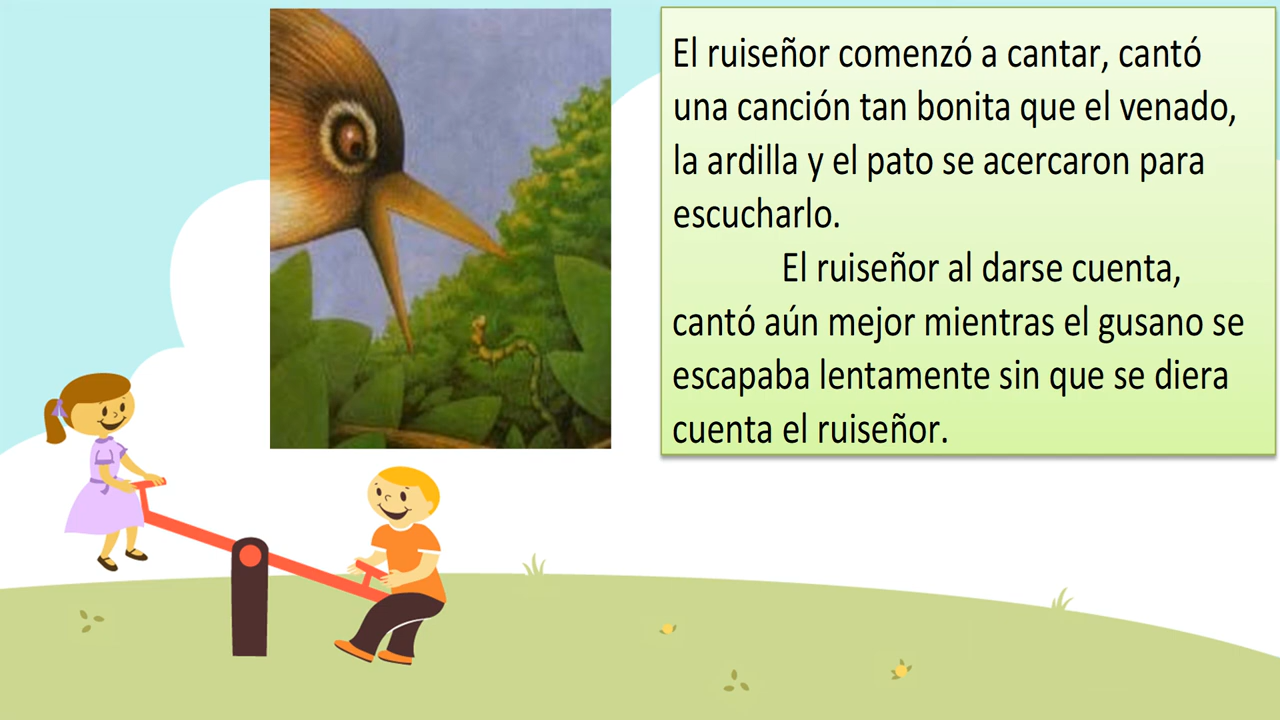 El ruiseñor comenzó a cantar, cantó
una canción tan bonita que el venado,
la ardilla y el pato se acercaron para
escucharlo.
El ruiseñor al darse cuenta,
cantó aún mejor mientras el gusano se
escapaba lentamente sin que se diera
cuenta el ruiseñor.